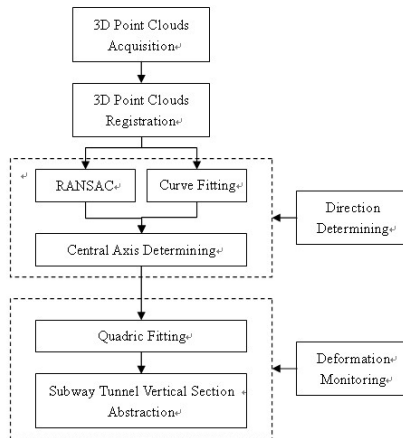 3D Point Clouds
Acquisition↵
3D Point Clouds
Registration↵
↵
RANSAC↵
Curve Fitting↵
Direction
Determining↵
Central Axis Determining↵
Quadric Fitting↵
Deformation↵
Monitoring↵
Subway Tunnel Vertical Section
Abstraction↵